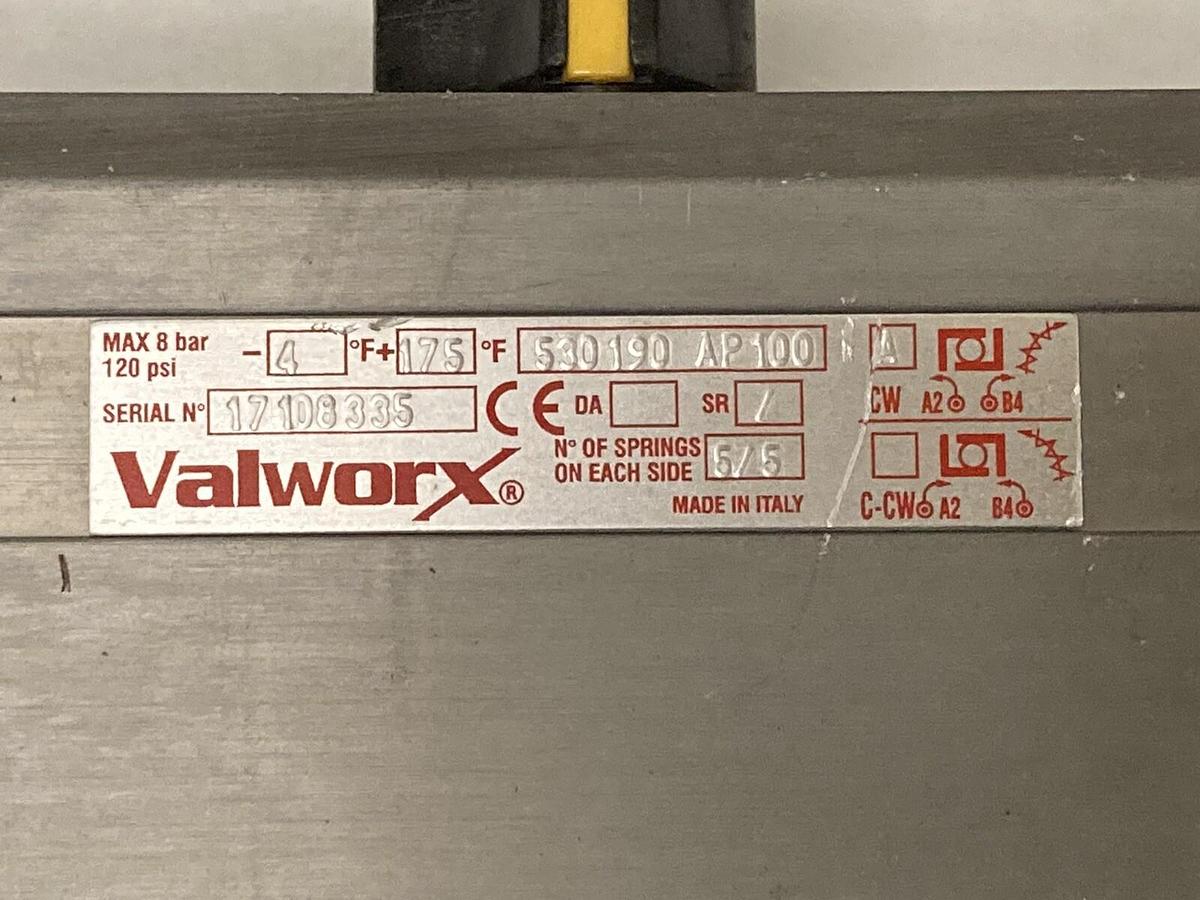 MAX 8 bar
120 psi
- 4 °F+ 175 °F 530190 AP100
SERIAL N° 17108335 CE DA SR /
Valworx®
N° OF SPRINGS
ON EACH SIDE 5/5
MADE IN ITALY
A
CW A2 B4
C-CW A2 B4